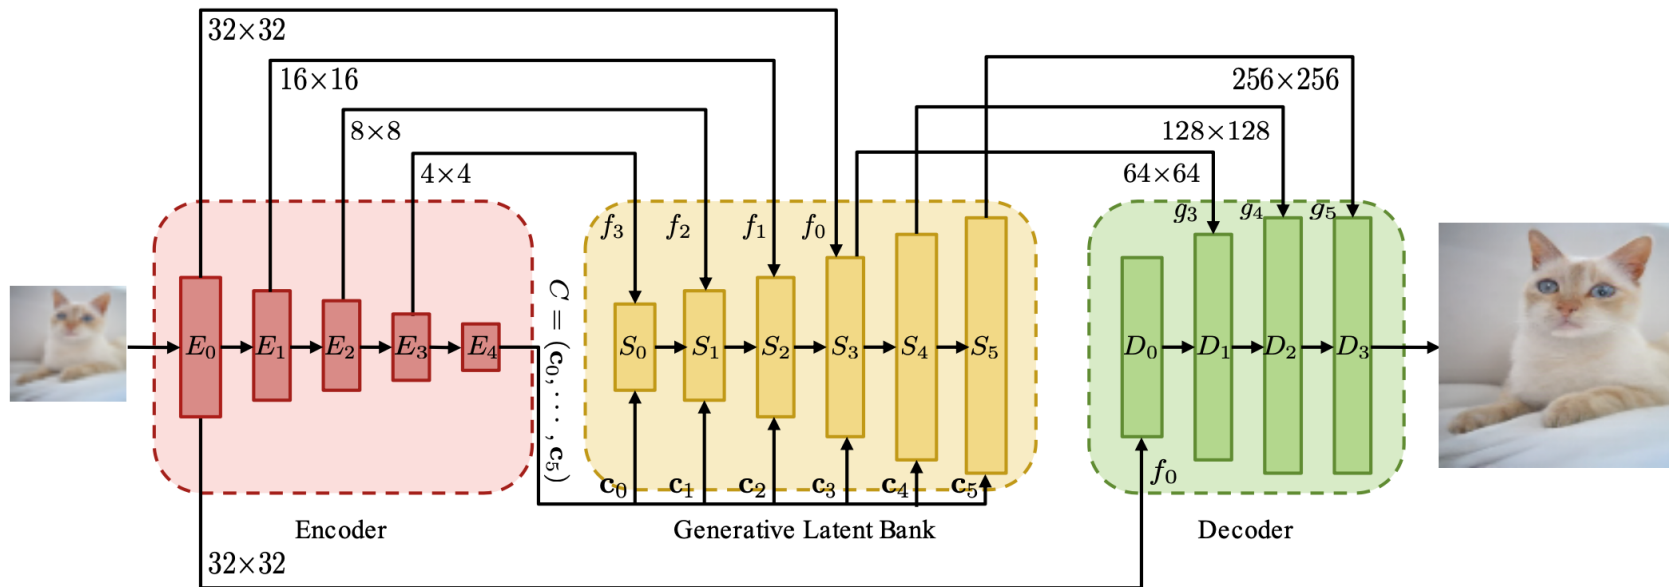 32×32
16×16
8×8
4×4
256×256
128×128
64×64
f₃ f₂ f₁ f₀
g₃ g₄ g₅
E₀ E₁ E₂ E₃ E₄
C = (c₀, ⋯ , c₅)
S₀ S₁ S₂ S₃ S₄ S₅
D₀ D₁ D₂ D₃
c₀ c₁ c₂ c₃ c₄ c₅
f₀
Encoder
Generative Latent Bank
Decoder
32×32